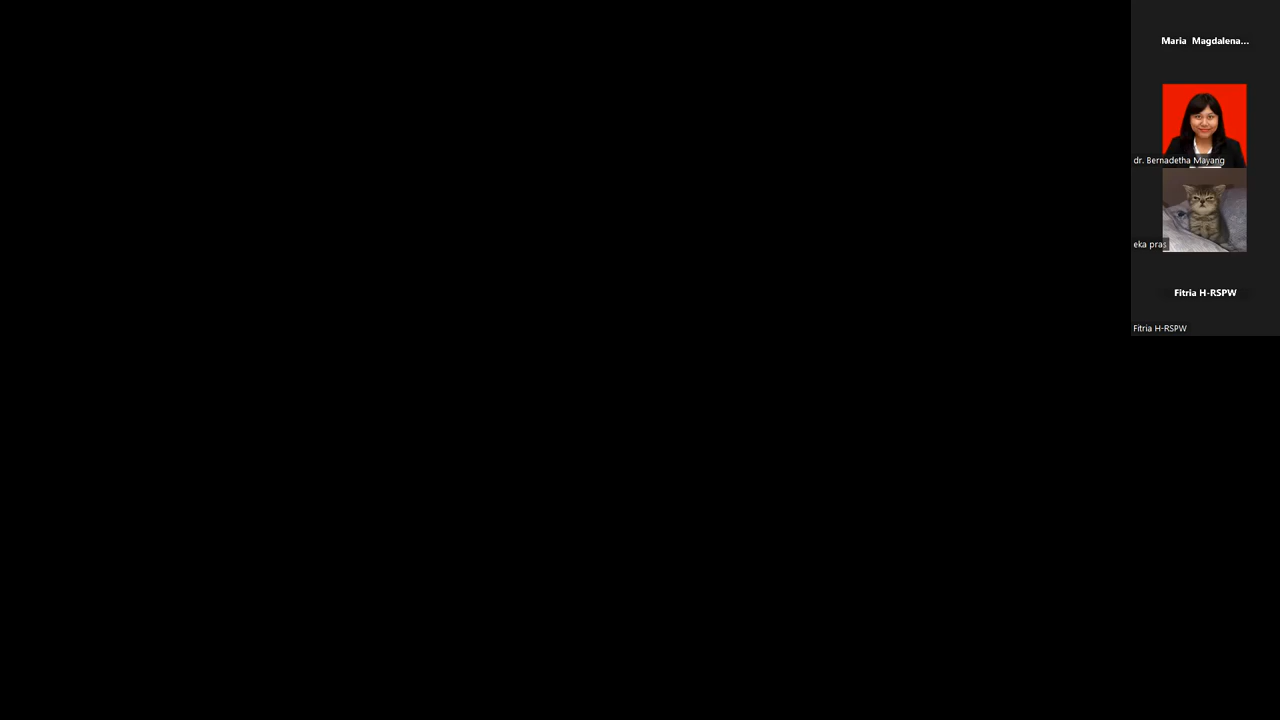 Maria Magdalena...
dr. Bernadetha Mayang
eka pras
Fitria H-RSPW
Fitria H-RSPW